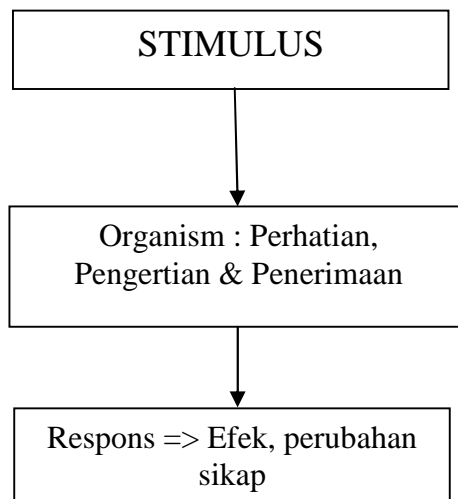 STIMULUS
Organism : Perhatian,
Pengertian & Penerimaan
Respons => Efek, perubahan
sikap